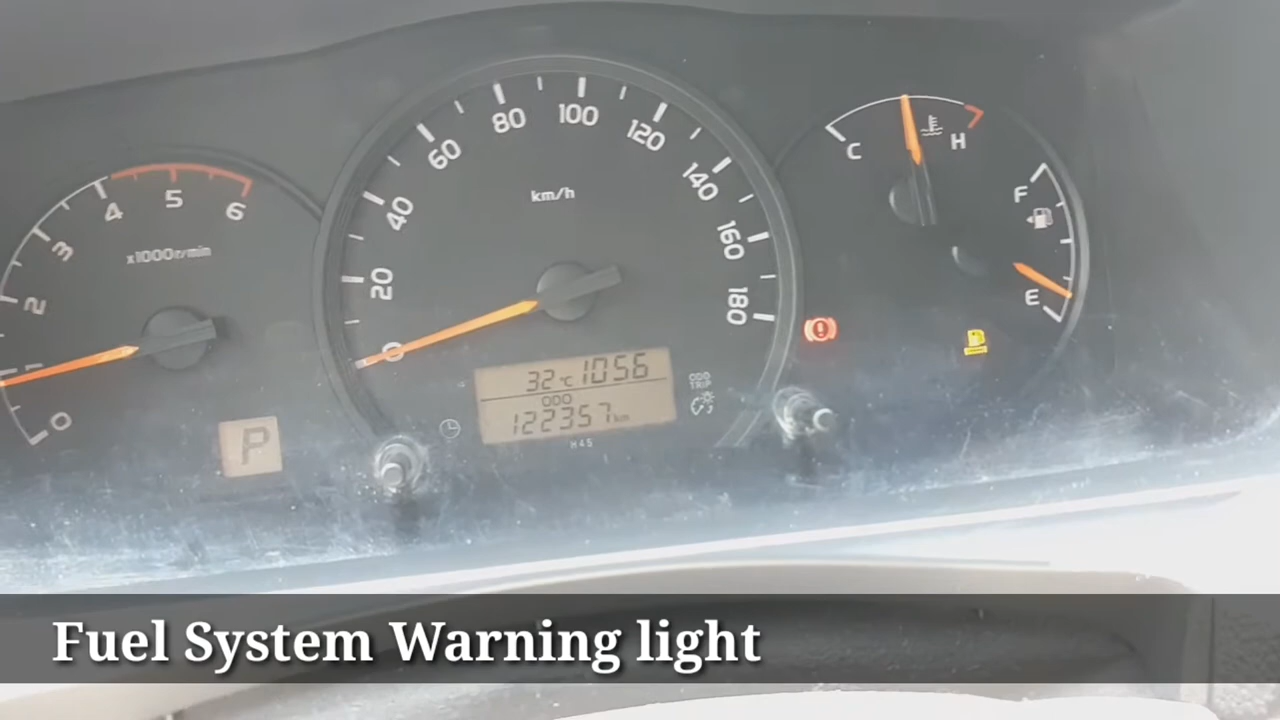 80
100
120
60
140
40
160
20
180
0
km/h
4
5
6
3
2
1
0
x1000r/min
C
H
F
E
32°C 1056
ODO
122357 km
ODO
TRIP
P
H45
Fuel System Warning light